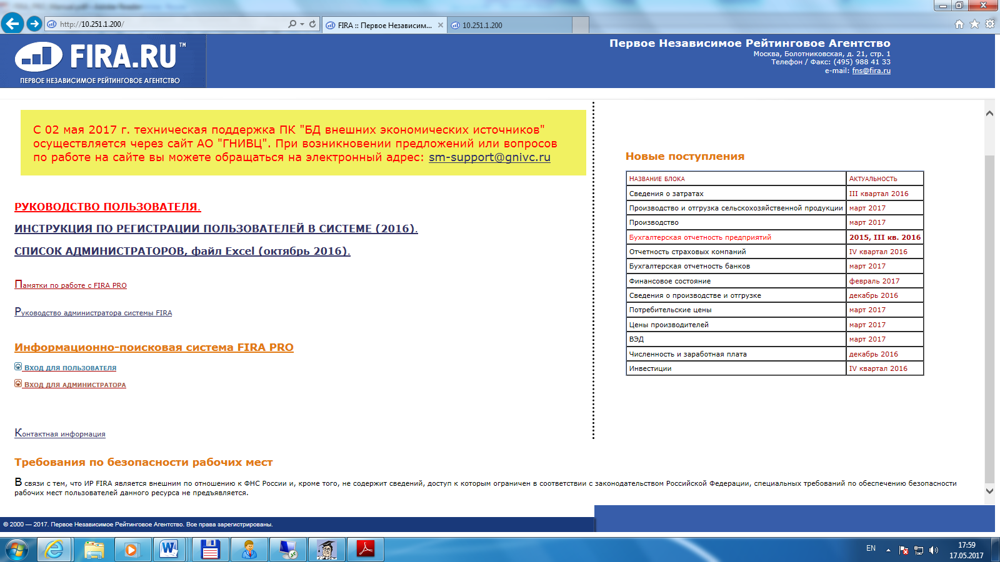 http://10.251.1.200/
FIRA :: Первое Независим...
10.251.1.200
FIRA.RU™
ПЕРВОЕ НЕЗАВИСИМОЕ РЕЙТИНГОВОЕ АГЕНТСТВО
Первое Независимое Рейтинговое Агентство
Москва, Болотниковская, д. 21, стр. 1
Телефон / Факс: (495) 988 41 33
e-mail: fns@fira.ru
С 02 мая 2017 г. техническая поддержка ПК "БД внешних экономических источников"
осуществляется через сайт АО "ГНИВЦ". При возникновении предложений или вопросов
по работе на сайте вы можете обращаться на электронный адрес: sm-support@gnivc.ru
РУКОВОДСТВО ПОЛЬЗОВАТЕЛЯ.
ИНСТРУКЦИЯ ПО РЕГИСТРАЦИИ ПОЛЬЗОВАТЕЛЕЙ В СИСТЕМЕ (2016).
СПИСОК АДМИНИСТРАТОРОВ, файл Excel (октябрь 2016).
Памятки по работе с FIRA PRO
Руководство администратора системы FIRA
Информационно-поисковая система FIRA PRO
Вход для пользователя
Вход для администратора
Контактная информация
Новые поступления
Название блока Актуальность
Сведения о затратах III квартал 2016
Производство и отгрузка сельскохозяйственной продукции март 2017
Производство март 2017
Бухгалтерская отчетность предприятий 2015, III кв. 2016
Отчетность страховых компаний IV квартал 2016
Бухгалтерская отчетность банков март 2017
Финансовое состояние февраль 2017
Сведения о производстве и отгрузке декабрь 2016
Потребительские цены март 2017
Цены производителей март 2017
ВЭД март 2017
Численность и заработная плата декабрь 2016
Инвестиции IV квартал 2016
Требования по безопасности рабочих мест
В связи с тем, что ИР FIRA является внешним по отношению к ФНС России и, кроме того, не содержит сведений, доступ к которым ограничен в соответствии с законодательством Российской Федерации, специальных требований по обеспечению безопасности
рабочих мест пользователей данного ресурса не предъявляется.
© 2000 — 2017. Первое Независимое Рейтинговое Агентство. Все права зарегистрированы.
EN
17:59
17.05.2017